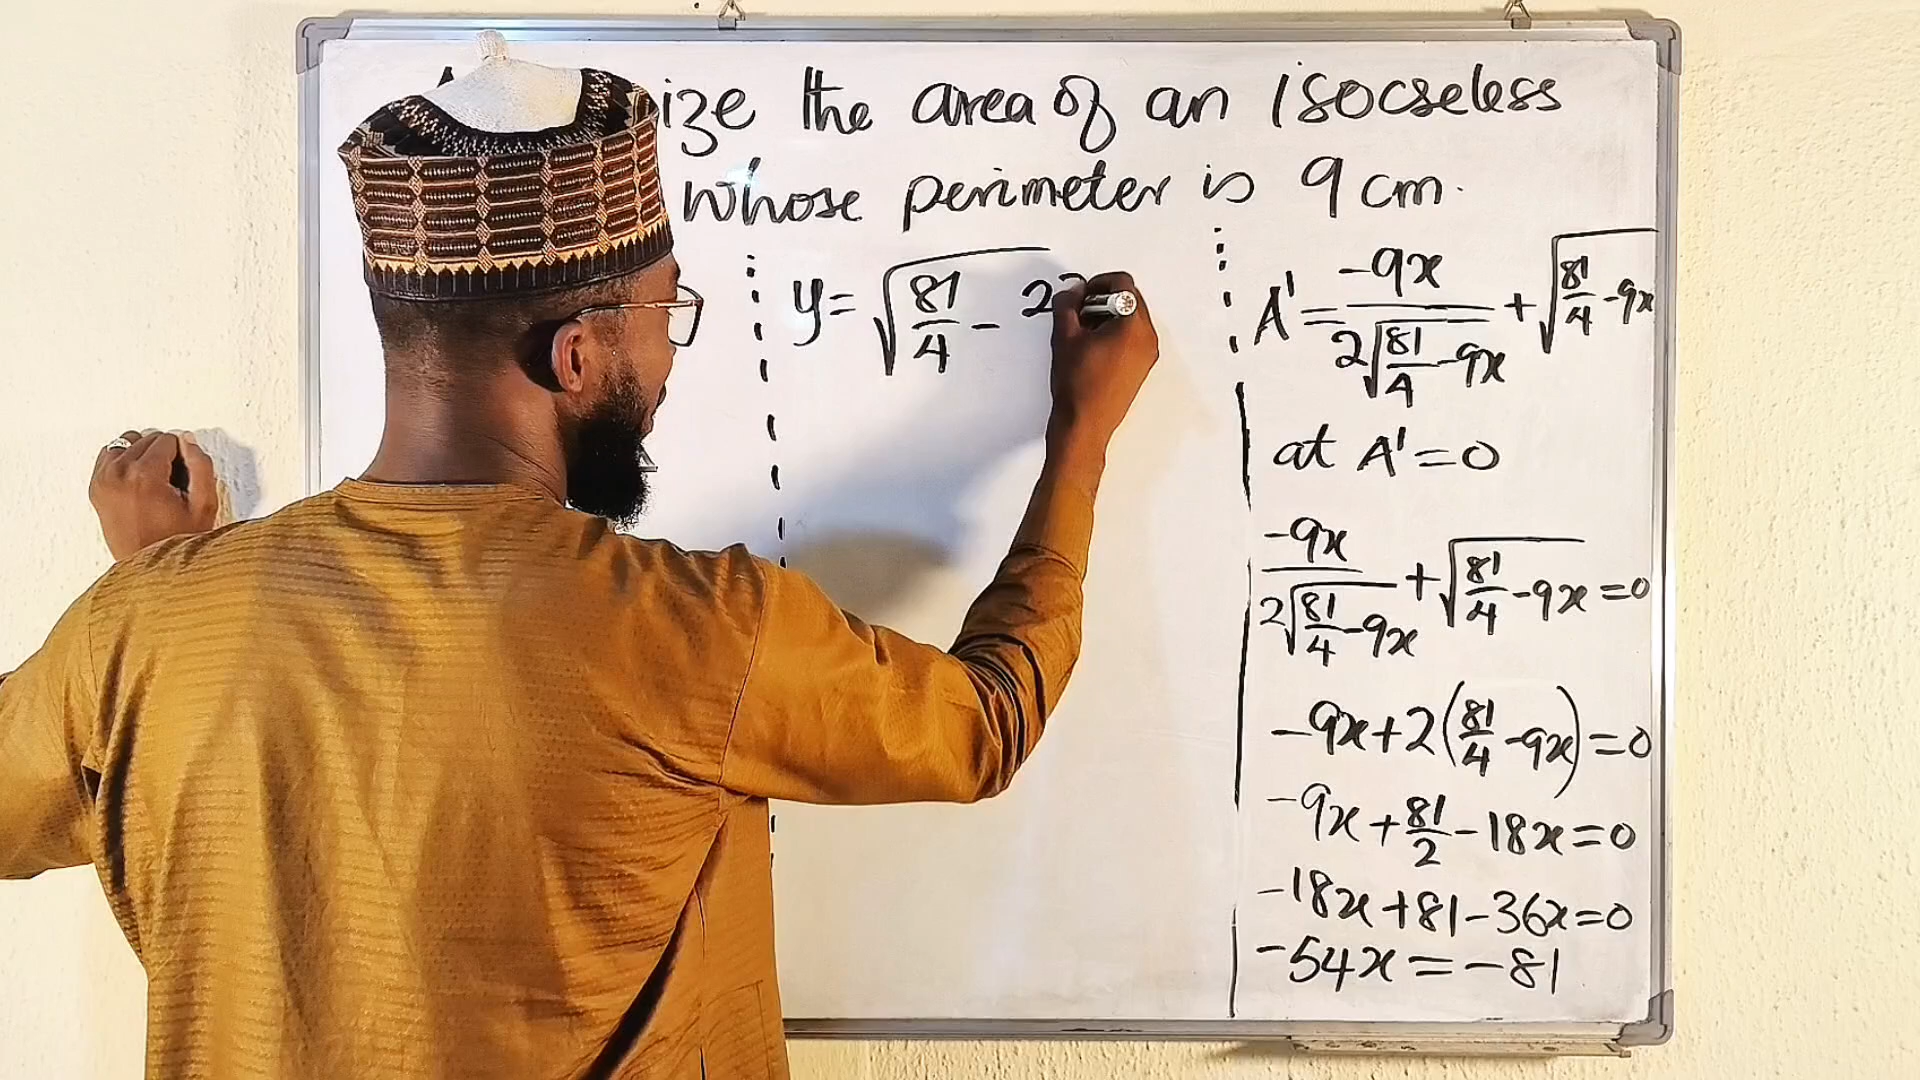 ize the area of an isocseless
whose perimeter is 9 cm.
y = √(81/4 - 2
A' = -9x/(2√(81/4 - 9x)) + √(81/4 - 9x)
at A' = 0
-9x/(2√(81/4 - 9x)) + √(81/4 - 9x) = 0
-9x + 2(81/4 - 9x) = 0
-9x + 81/2 - 18x = 0
-18x + 81 - 36x = 0
-54x = -81